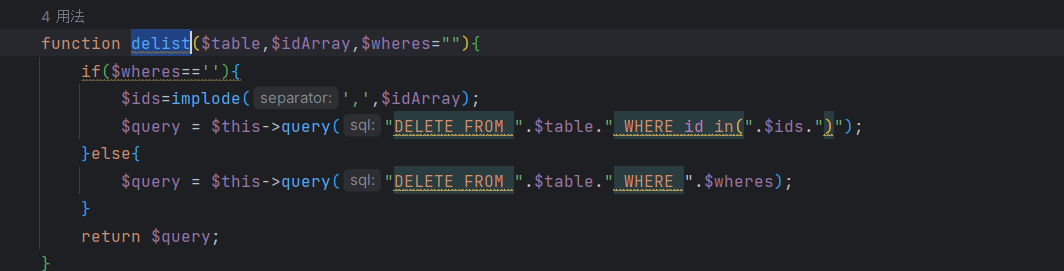 4 用法
function delist($table,$idArray,$wheres=""){
if($wheres==''){
$ids=implode( separator: ',',$idArray);
$query = $this->query( sql: "DELETE FROM ".$table." WHERE id in(".$ids.")");
}else{
$query = $this->query( sql: "DELETE FROM ".$table." WHERE ".$wheres);
}
return $query;
}